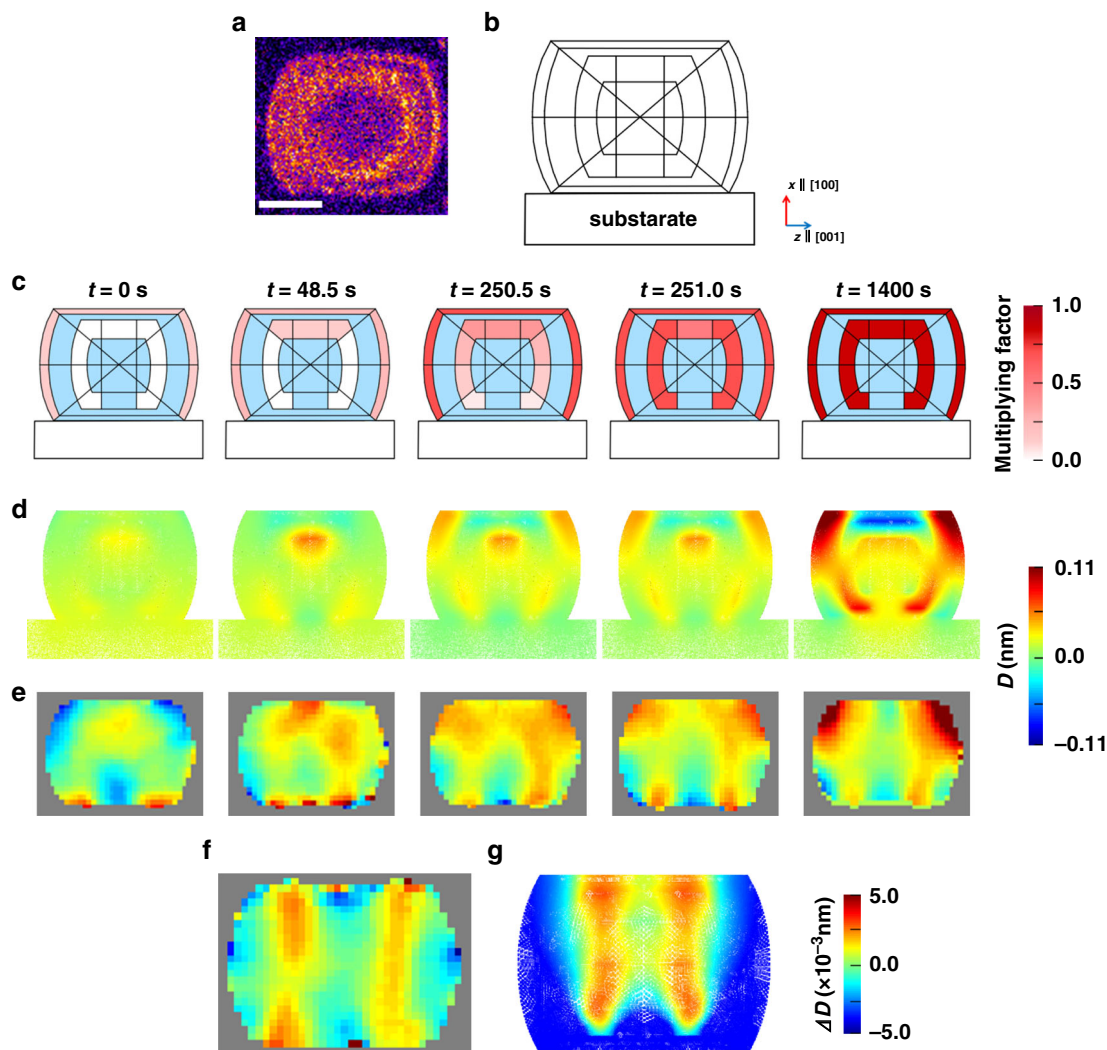 a
b
substarate
x || [100]
z || [001]
c
t = 0 s
t = 48.5 s
t = 250.5 s
t = 251.0 s
t = 1400 s
Multiplying factor
1.0
0.5
0.0
d
e
D (nm)
0.11
0.0
–0.11
f
g
ΔD (×10⁻³nm)
5.0
0.0
–5.0